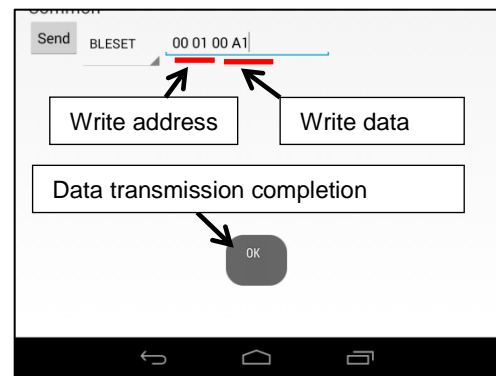 Common
Send BLESET 00 01 00 A1
Write address Write data
Data transmission completion
OK